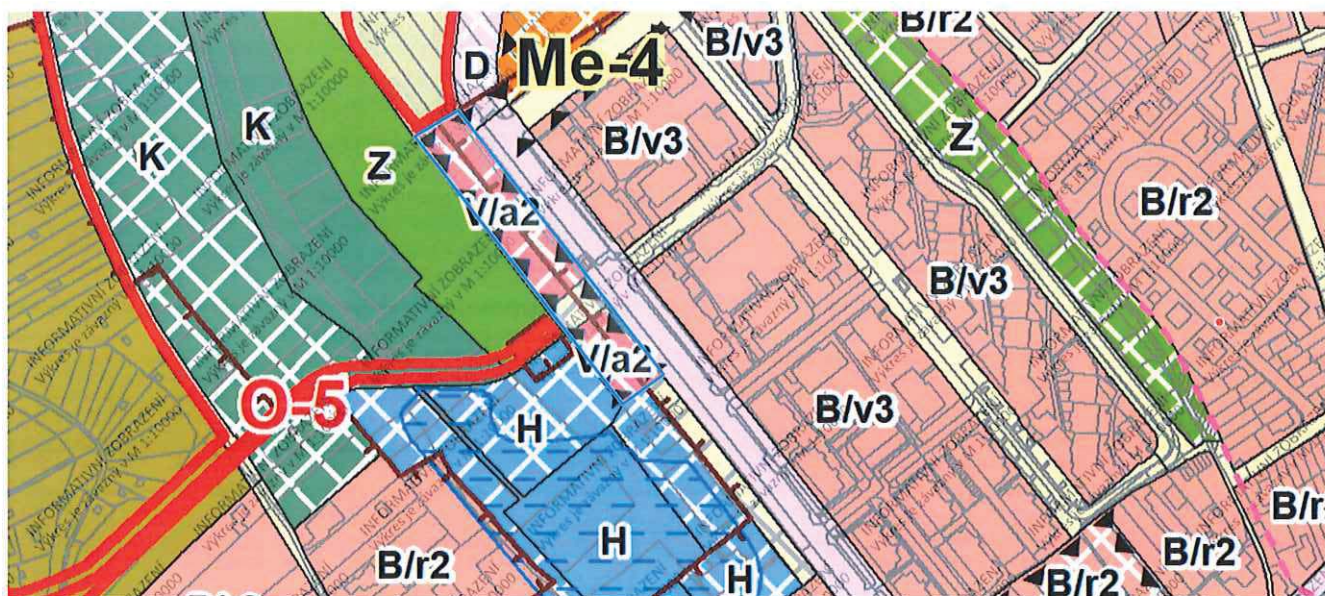 B/r2
D
Me-4
B/v3
K
K
Z
B/v3
Z
B/r2
V/a2
B/v3
V/a2
O-5
H
B/v3
B/r2
H
H
B/r2
B/r2
INFORMATIVNÍ ZOBRAZENÍ
Výkres je závazný v M 1:10000